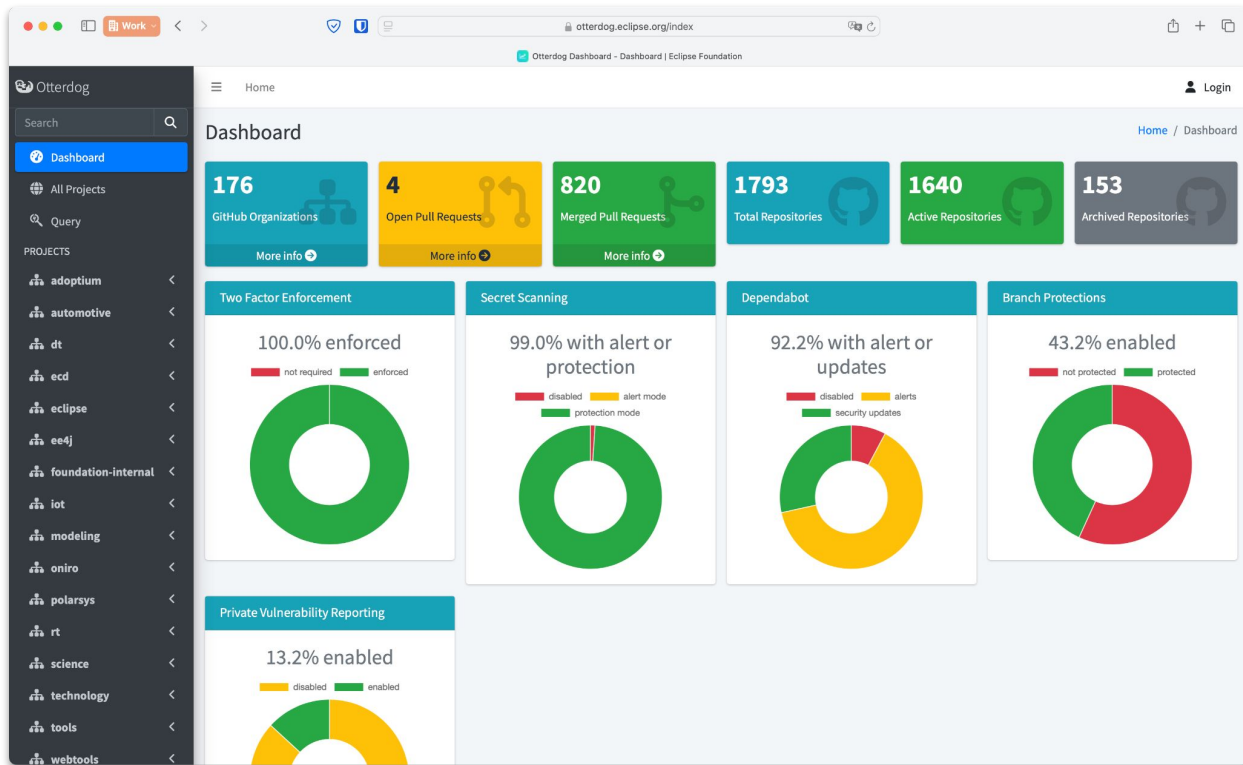 Work
otterdog.eclipse.org/index
Otterdog Dashboard - Dashboard | Eclipse Foundation
Otterdog
Home
Login
Search
Dashboard
All Projects
Query
PROJECTS
adoptium
automotive
dt
ecd
eclipse
ee4j
foundation-internal
iot
modeling
oniro
polarsys
rt
science
technology
tools
webtools
Dashboard
Home / Dashboard
176
GitHub Organizations
More info
4
Open Pull Requests
More info
820
Merged Pull Requests
More info
1793
Total Repositories
1640
Active Repositories
153
Archived Repositories
Two Factor Enforcement
100.0% enforced
not required enforced
Secret Scanning
99.0% with alert or
protection
disabled alert mode
protection mode
Dependabot
92.2% with alert or
updates
disabled alerts
security updates
Branch Protections
43.2% enabled
not protected protected
Private Vulnerability Reporting
13.2% enabled
disabled enabled